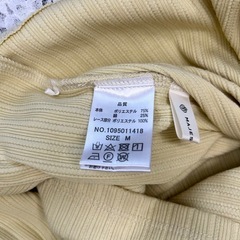 品質
本体 ポリエステル 75%
綿 25%
レース部分 ポリエステル 100%
NO.1095011418
SIZE M
MAJES